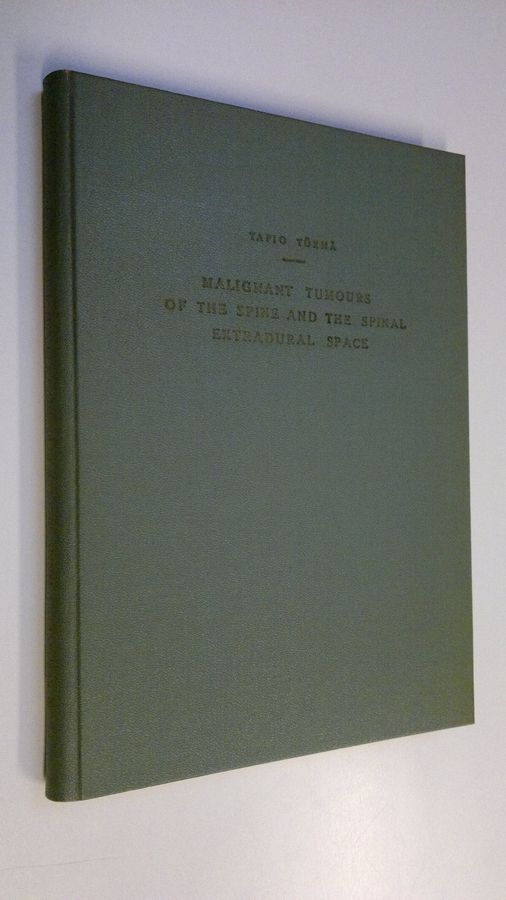 TAPIO TÖRMÄ
MALIGNANT TUMOURS
OF THE SPINE AND THE SPINAL
EXTRADURAL SPACE